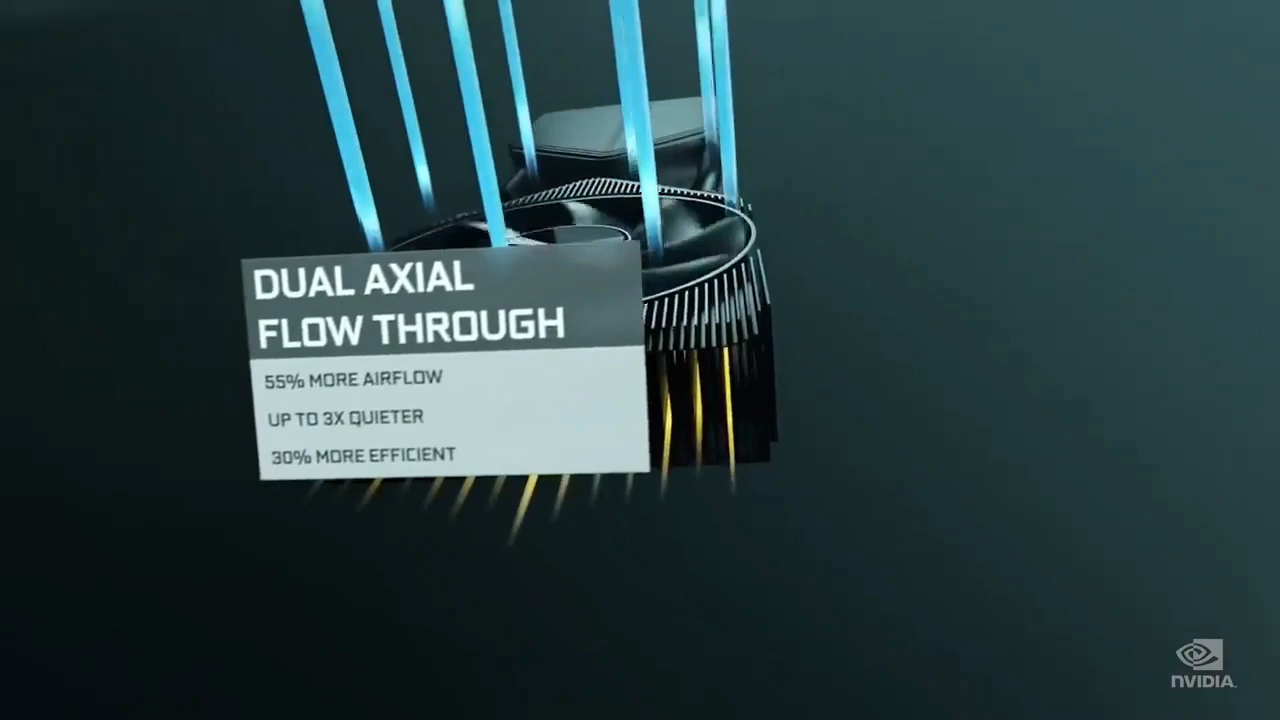 DUAL AXIAL
FLOW THROUGH
55% MORE AIRFLOW
UP TO 3X QUIETER
30% MORE EFFICIENT
NVIDIA.